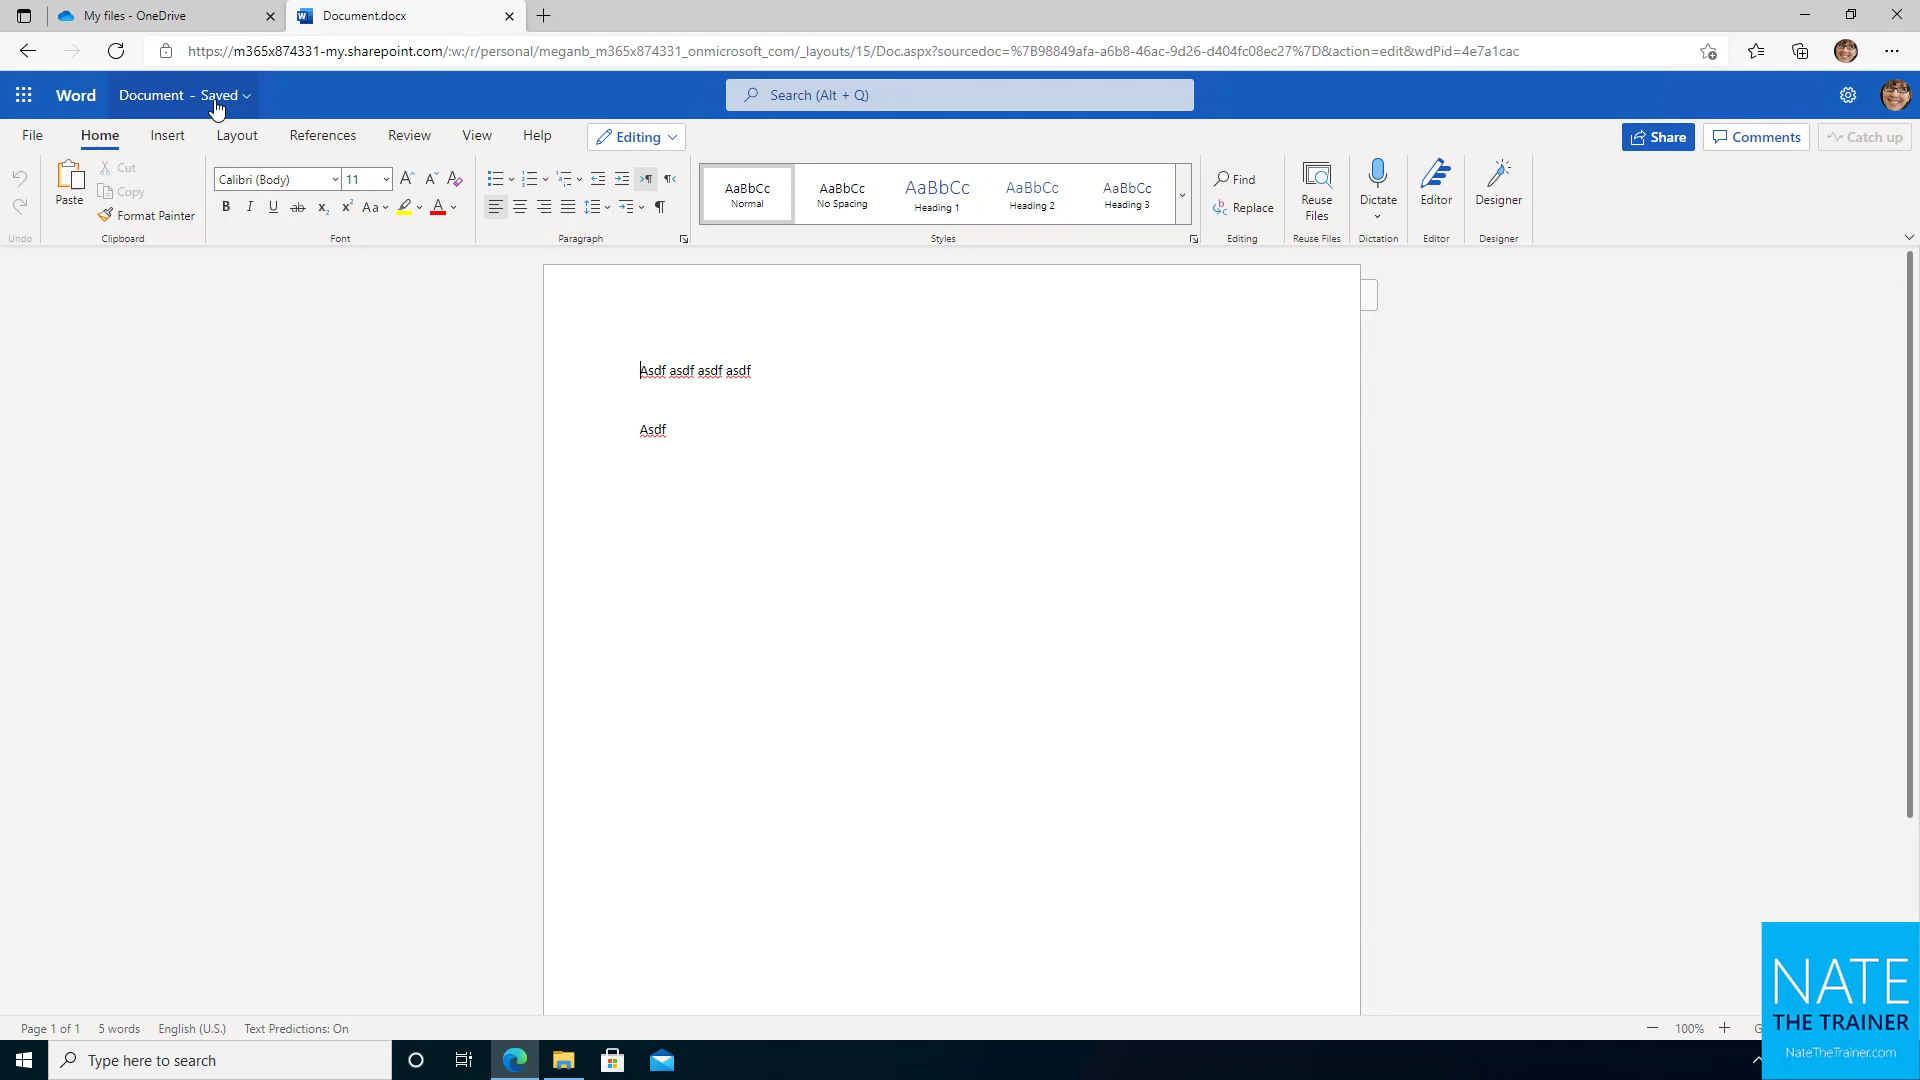 My files - OneDrive
Document.docx
https://m365x874331-my.sharepoint.com/:w:/r/personal/meganb_m365x874331_onmicrosoft_com/_layouts/15/Doc.aspx?sourcedoc=%7B98849afa-a6b8-46ac-9d26-d404fc08ec27%7D&action=edit&wdPid=4e7a1cac
Word Document - Saved
Search (Alt + Q)
File Home Insert Layout References Review View Help Editing Share Comments Catch up
Paste
Cut
Copy
Format Painter
Calibri (Body) 11
AaBbCc Normal
AaBbCc No Spacing
AaBbCc Heading 1
AaBbCc Heading 2
AaBbCc Heading 3
Find
Replace
Reuse Files
Dictate
Editor
Designer
Undo Clipboard Font Paragraph Styles Editing Reuse Files Dictation Editor Designer
Asdf asdf asdf asdf
Asdf
Page 1 of 1 5 words English (U.S.) Text Predictions: On 100%
Type here to search
NATE
THE TRAINER
NateTheTrainer.com